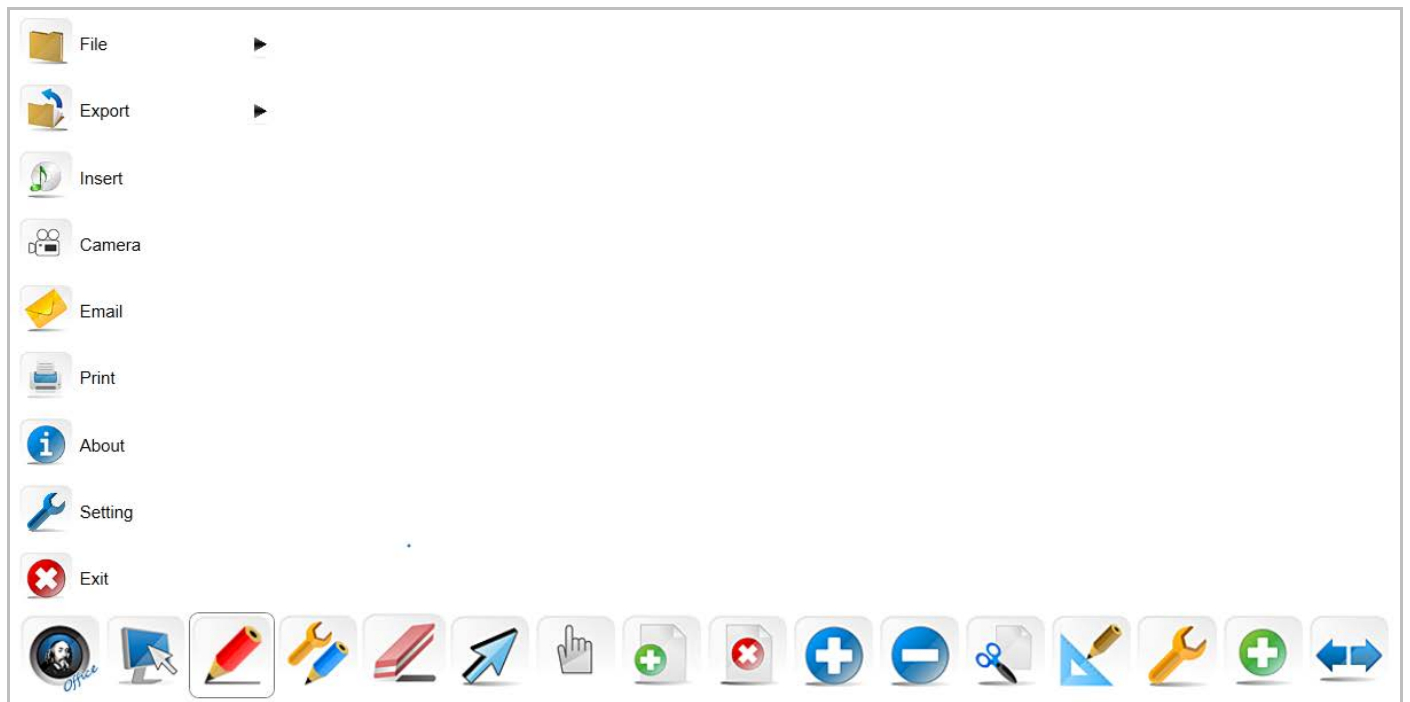 File
Export
Insert
Camera
Email
Print
About
Setting
Exit
Office